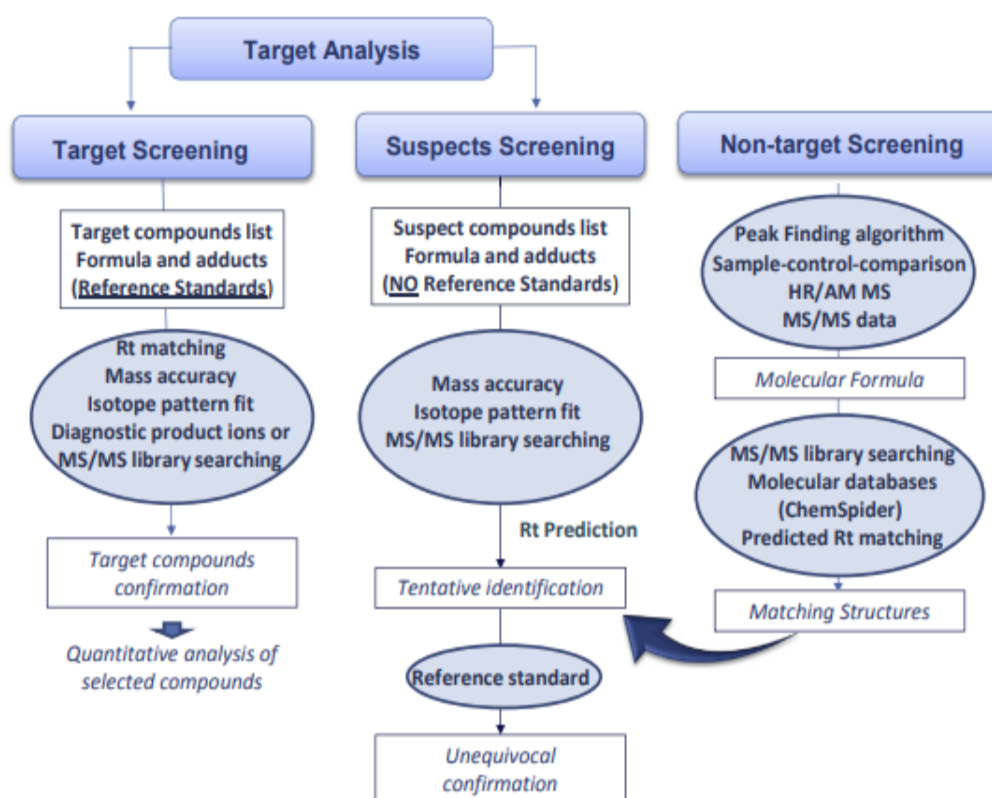 Target Analysis
Target Screening
Target compounds list
Formula and adducts
(Reference Standards)
Rt matching
Mass accuracy
Isotope pattern fit
Diagnostic product ions or
MS/MS library searching
Target compounds
confirmation
Quantitative analysis of
selected compounds
Suspects Screening
Suspect compounds list
Formula and adducts
(NO Reference Standards)
Mass accuracy
Isotope pattern fit
MS/MS library searching
Rt Prediction
Tentative identification
Reference standard
Unequivocal
confirmation
Non-target Screening
Peak Finding algorithm
Sample-control-comparison
HR/AM MS
MS/MS data
Molecular Formula
MS/MS library searching
Molecular databases
(ChemSpider)
Predicted Rt matching
Matching Structures